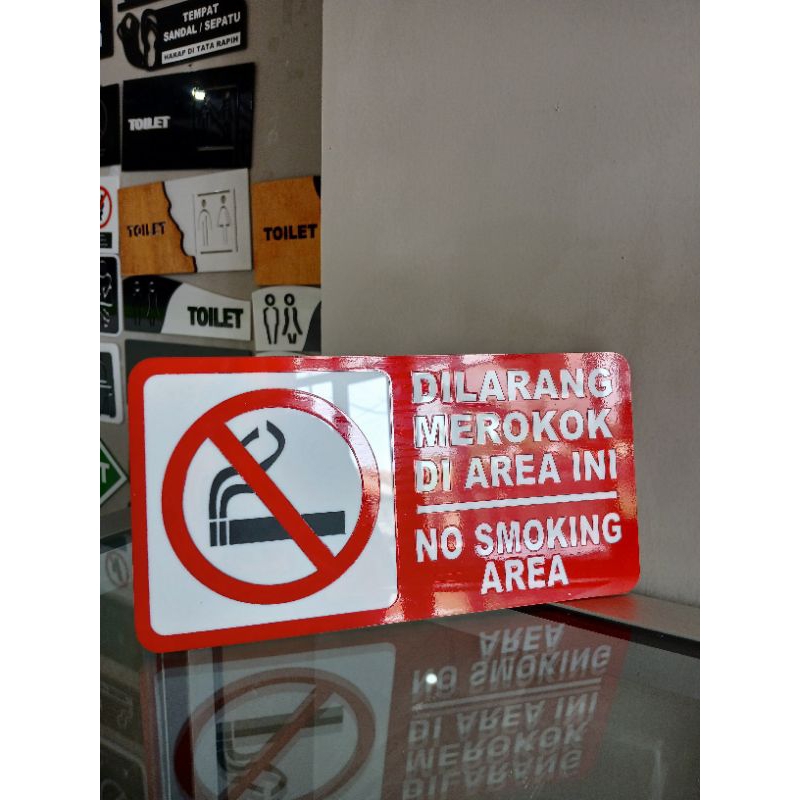 TEMPAT
SANDAL / SEPATU
HARAP DI TATA RAPIH
TOILET
TOILET
TOILET
TOILET
DILARANG
MEROKOK
DI AREA INI
NO SMOKING
AREA